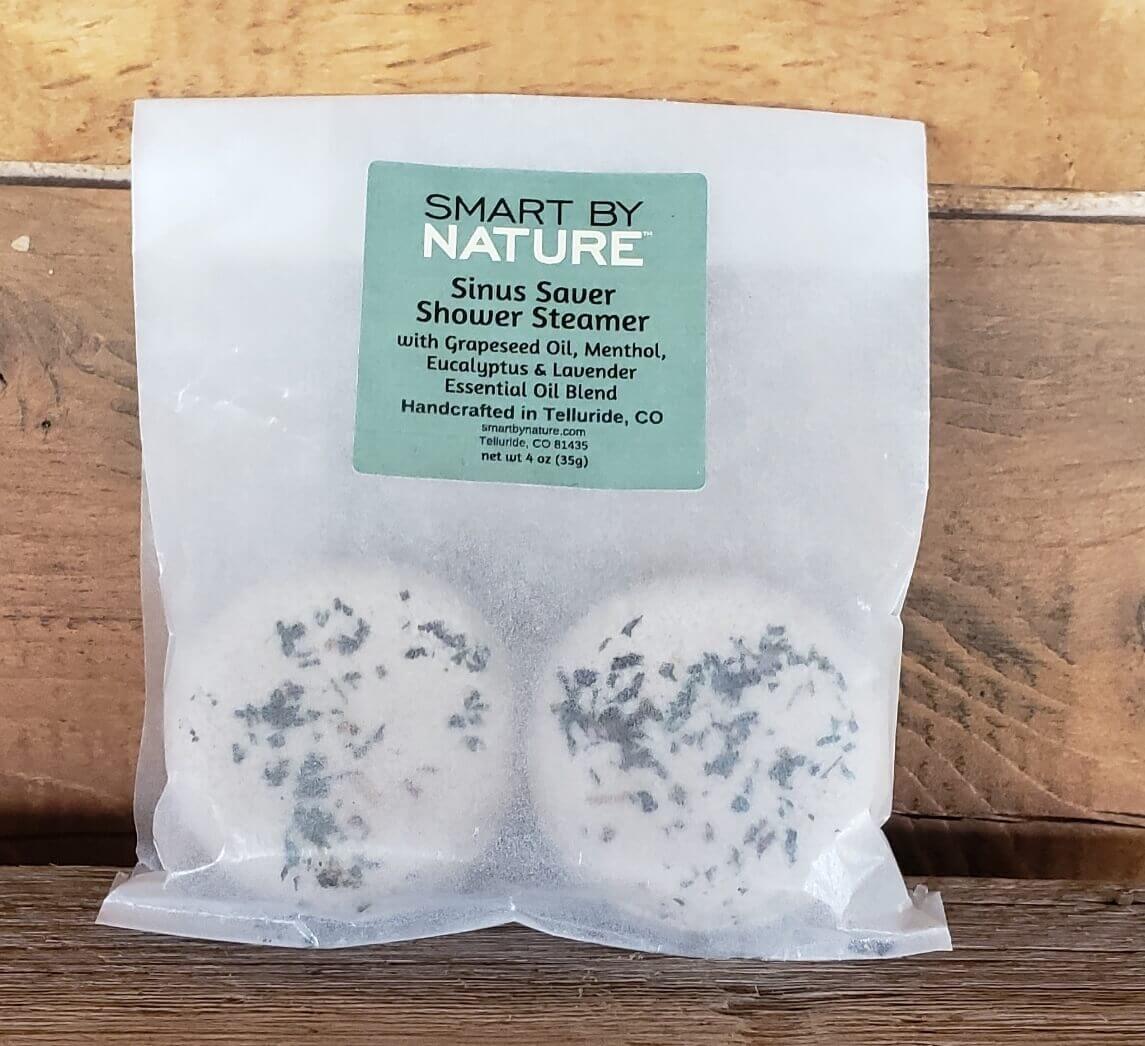 SMART BY
NATURE™
Sinus Saver
Shower Steamer
with Grapeseed Oil, Menthol,
Eucalyptus & Lavender
Essential Oil Blend
Handcrafted in Telluride, CO
smartbynature.com
Telluride, CO 81435
net wt 4 oz (35g)